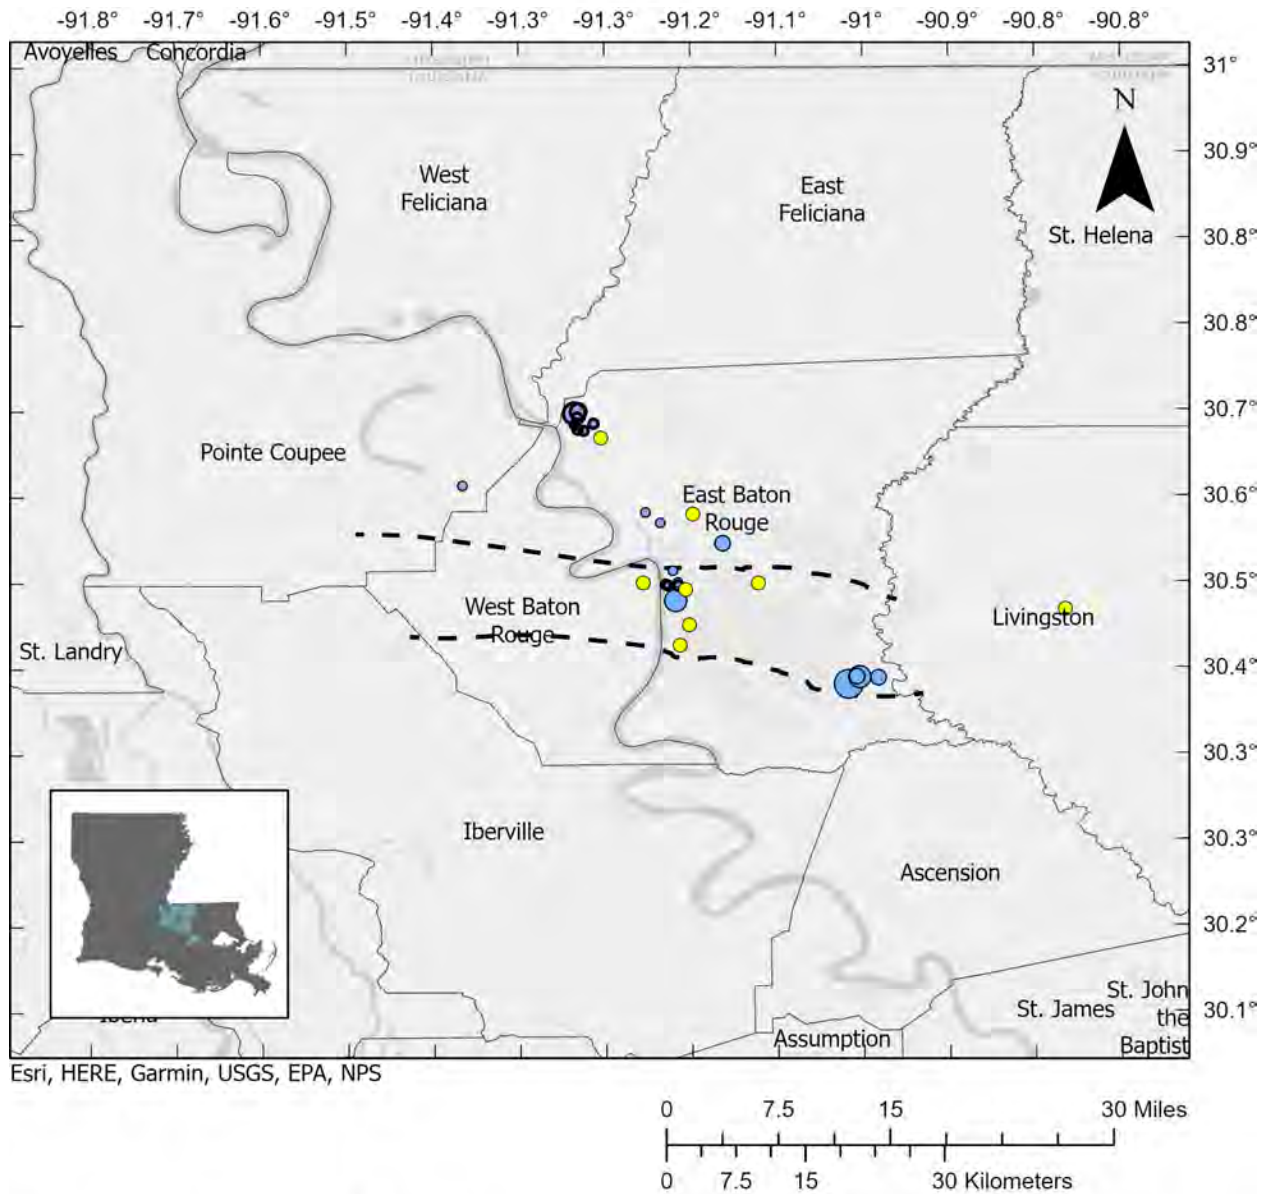 -91.8° -91.7° -91.6° -91.5° -91.4° -91.3° -91.3° -91.2° -91.1° -91° -90.9° -90.8° -90.8°
Avoyelles Concordia
31°
N
30.9°
West
Feliciana
East
Feliciana
St. Helena
30.8°
30.8°
30.7°
Pointe Coupee
30.6°
East Baton
Rouge
30.5°
West Baton
Rouge
Livingston
St. Landry
30.4°
30.3°
Iberville
30.3°
Ascension
30.2°
St. John
the
Baptist
St. James
30.1°
Assumption
Esri, HERE, Garmin, USGS, EPA, NPS
0 7.5 15 30 Miles
0 7.5 15 30 Kilometers